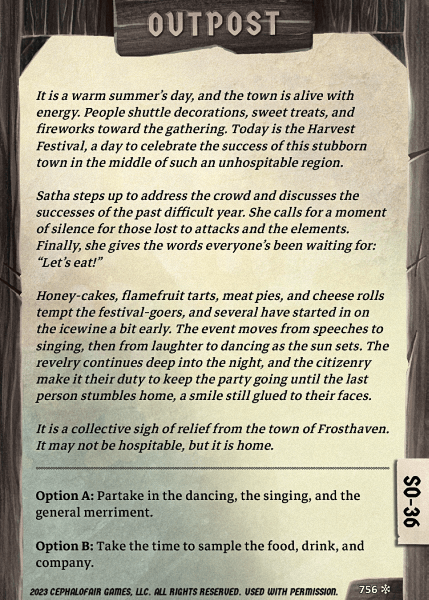 OUTPOST
It is a warm summer's day, and the town is alive with
energy. People shuttle decorations, sweet treats, and
fireworks toward the gathering. Today is the Harvest
Festival, a day to celebrate the success of this stubborn
town in the middle of such an unhospitable region.
Satha steps up to address the crowd and discusses the
successes of the past difficult year. She calls for a moment
of silence for those lost to attacks and the elements.
Finally, she gives the words everyone's been waiting for:
“Let's eat!”
Honey-cakes, flamefruit tarts, meat pies, and cheese rolls
tempt the festival-goers, and several have started in on
the icewine a bit early. The event moves from speeches to
singing, then from laughter to dancing as the sun sets. The
revelry continues deep into the night, and the citizenry
make it their duty to keep the party going until the last
person stumbles home, a smile still glued to their faces.
It is a collective sigh of relief from the town of Frosthaven.
It may not be hospitable, but it is home.
Option A: Partake in the dancing, the singing, and the
general merriment.
Option B: Take the time to sample the food, drink, and
company.
SO-36
2023 CEPHALOFAIR GAMES, LLC. ALL RIGHTS RESERVED. USED WITH PERMISSION.
756